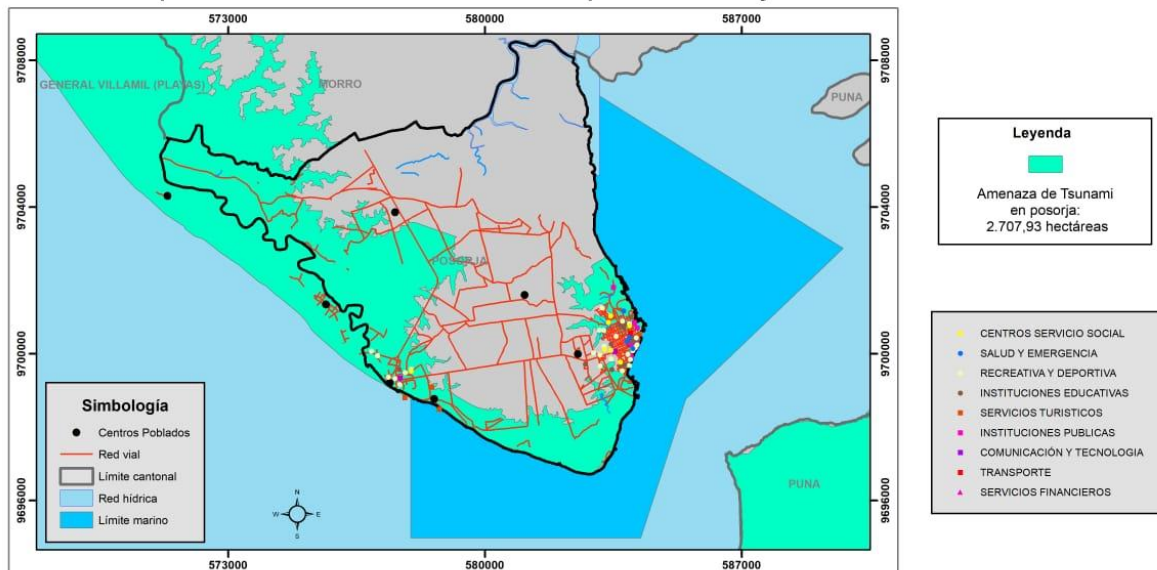 573000
580000
587000
9708000
9708000
GENERAL VILLAMIL (PLAYAS)
MORRO
PUNA
Leyenda
Amenaza de Tsunami
en posorja:
2.707,93 hectáreas
9704000
9704000
POSORJA
9700000
9700000
CENTROS SERVICIO SOCIAL
SALUD Y EMERGENCIA
RECREATIVA Y DEPORTIVA
INSTITUCIONES EDUCATIVAS
SERVICIOS TURISTICOS
INSTITUCIONES PUBLICAS
COMUNICACIÓN Y TECNOLOGIA
TRANSPORTE
SERVICIOS FINANCIEROS
Simbología
Centros Poblados
Red vial
Límite cantonal
Red hídrica
Límite marino
N
W
E
S
PUNA
9696000
9696000
573000
580000
587000